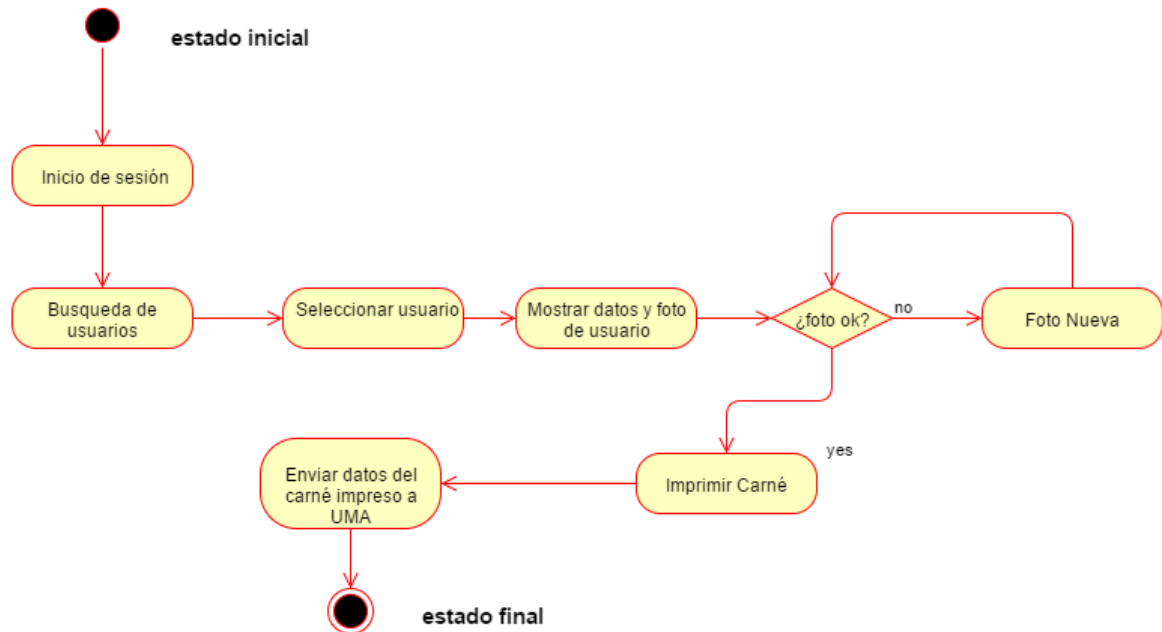 estado inicial
Inicio de sesión
Busqueda de
usuarios
Seleccionar usuario
Mostrar datos y foto
de usuario
¿foto ok?
no
Foto Nueva
yes
Imprimir Carné
Enviar datos del
carné impreso a
UMA
estado final